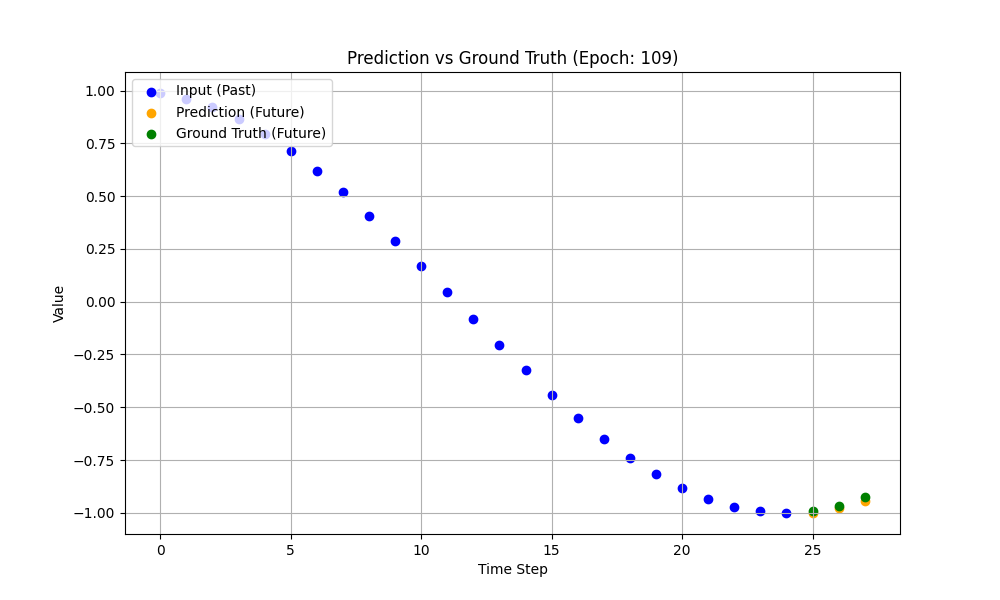 Prediction vs Ground Truth (Epoch: 109)
Input (Past)
Prediction (Future)
Ground Truth (Future)
1.00
0.75
0.50
0.25
0.00
−0.25
−0.50
−0.75
−1.00
Value
0 5 10 15 20 25
Time Step